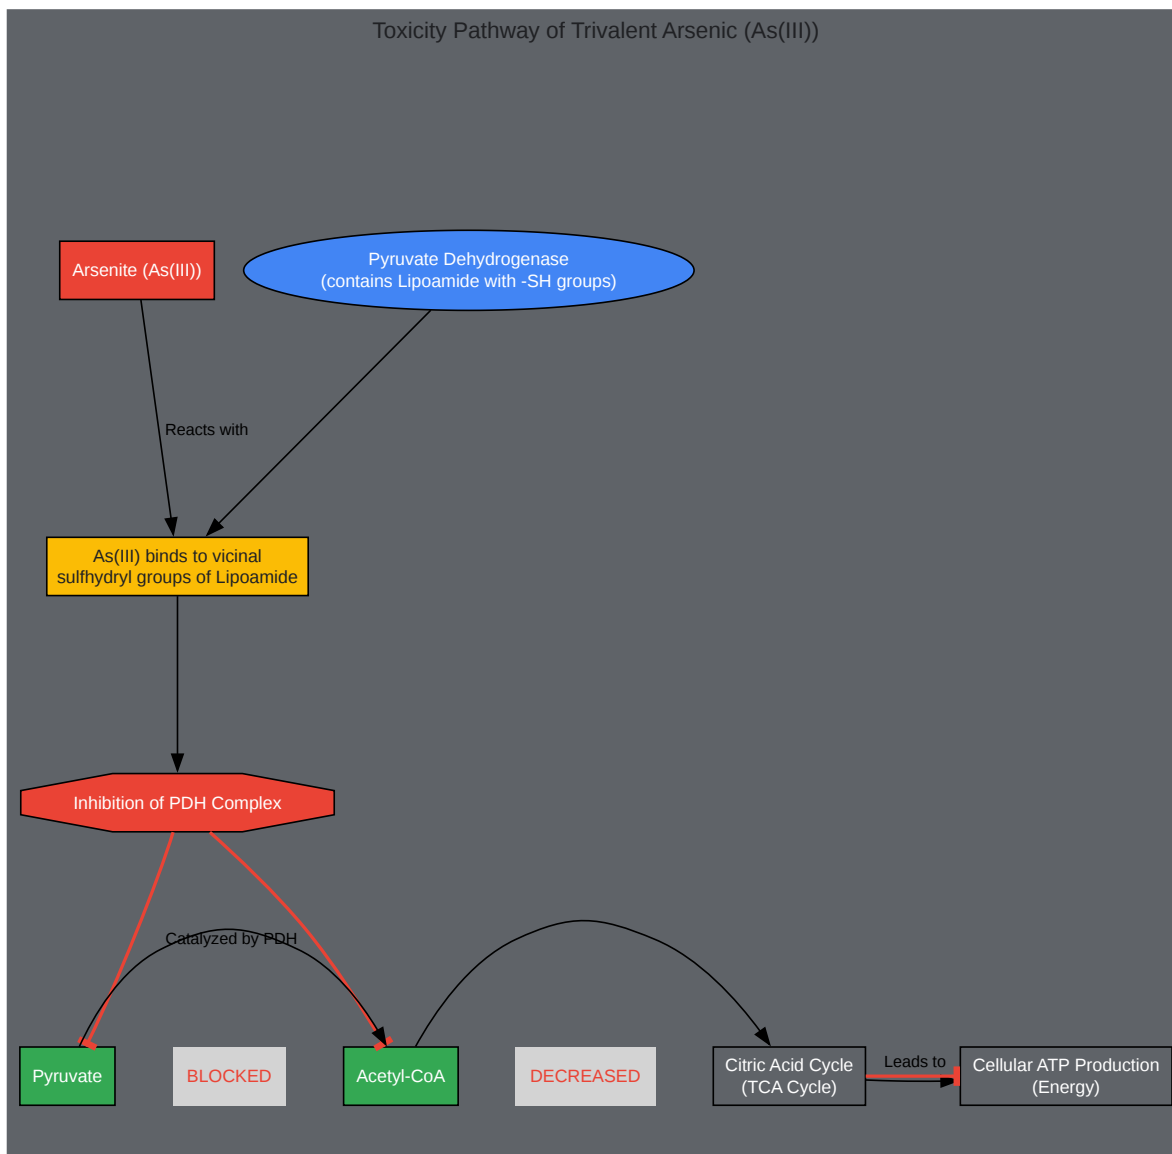 Toxicity Pathway of Trivalent Arsenic (As(III))
Arsenite (As(III))
Pyruvate Dehydrogenase
(contains Lipoamide with -SH groups)
Reacts with
As(III) binds to vicinal
sulfhydryl groups of Lipoamide
Inhibition of PDH Complex
Catalyzed by PDH
Pyruvate
BLOCKED
Acetyl-CoA
DECREASED
Citric Acid Cycle
(TCA Cycle)
Leads to
Cellular ATP Production
(Energy)